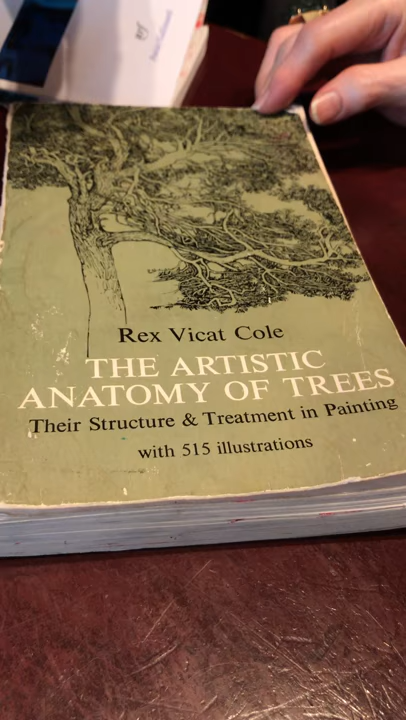 Rex Vicat Cole
THE ARTISTIC
ANATOMY OF TREES
Their Structure & Treatment in Painting
with 515 illustrations